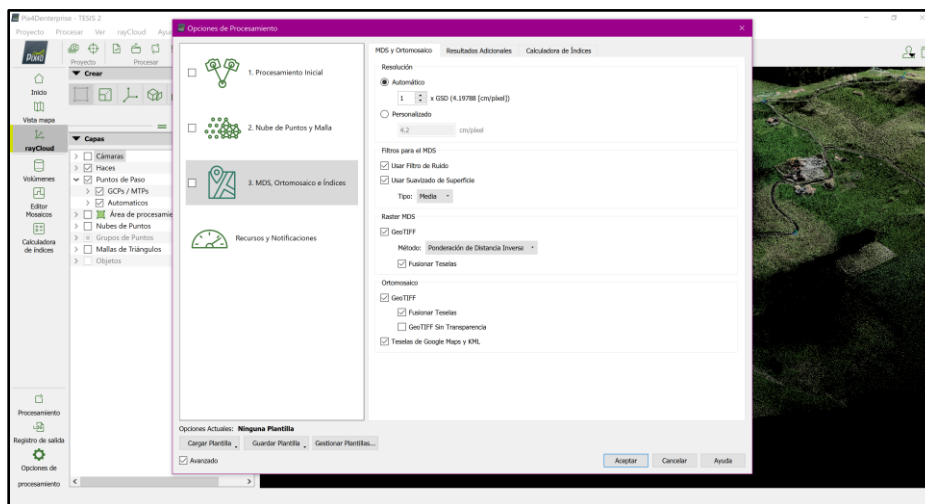 Pix4Denterprise - TESIS 2
Proyecto Procesar Ver rayCloud
Proyecto
Procesar
Inicio
Vista mapa
rayCloud
Volúmenes
Editor
Mosaicos
Calculadora
de índices
Procesamiento
Registro de salida
Opciones de
procesamiento
Crear
Capas
Cámaras
Haces
Puntos de Paso
GCPs / MTPs
Automaticos
Área de procesamie
Nubes de Puntos
Grupos de Puntos
Mallas de Triángulos
Objetos
Opciones de Procesamiento
1. Procesamiento Inicial
2. Nube de Puntos y Malla
3. MDS, Ortomosaico e Índices
Recursos y Notificaciones
MDS y Ortomosaico Resultados Adicionales Calculadora de Índices
Resolución
Automático
1 x GSD (4.19788 [cm/pixel])
Personalizado
4.2 cm/pixel
Filtros para el MDS
Usar Filtro de Ruido
Usar Suavizado de Superficie
Tipo: Media
Raster MDS
GeoTIFF
Método: Ponderación de Distancia Inversa
Fusionar Teselas
Ortomosaico
GeoTIFF
Fusionar Teselas
GeoTIFF Sin Transparencia
Teselas de Google Maps y KML
Opciones Actuales: Ninguna Plantilla
Cargar Plantilla Guardar Plantilla Gestionar Plantillas...
Avanzado
Aceptar Cancelar Ayuda